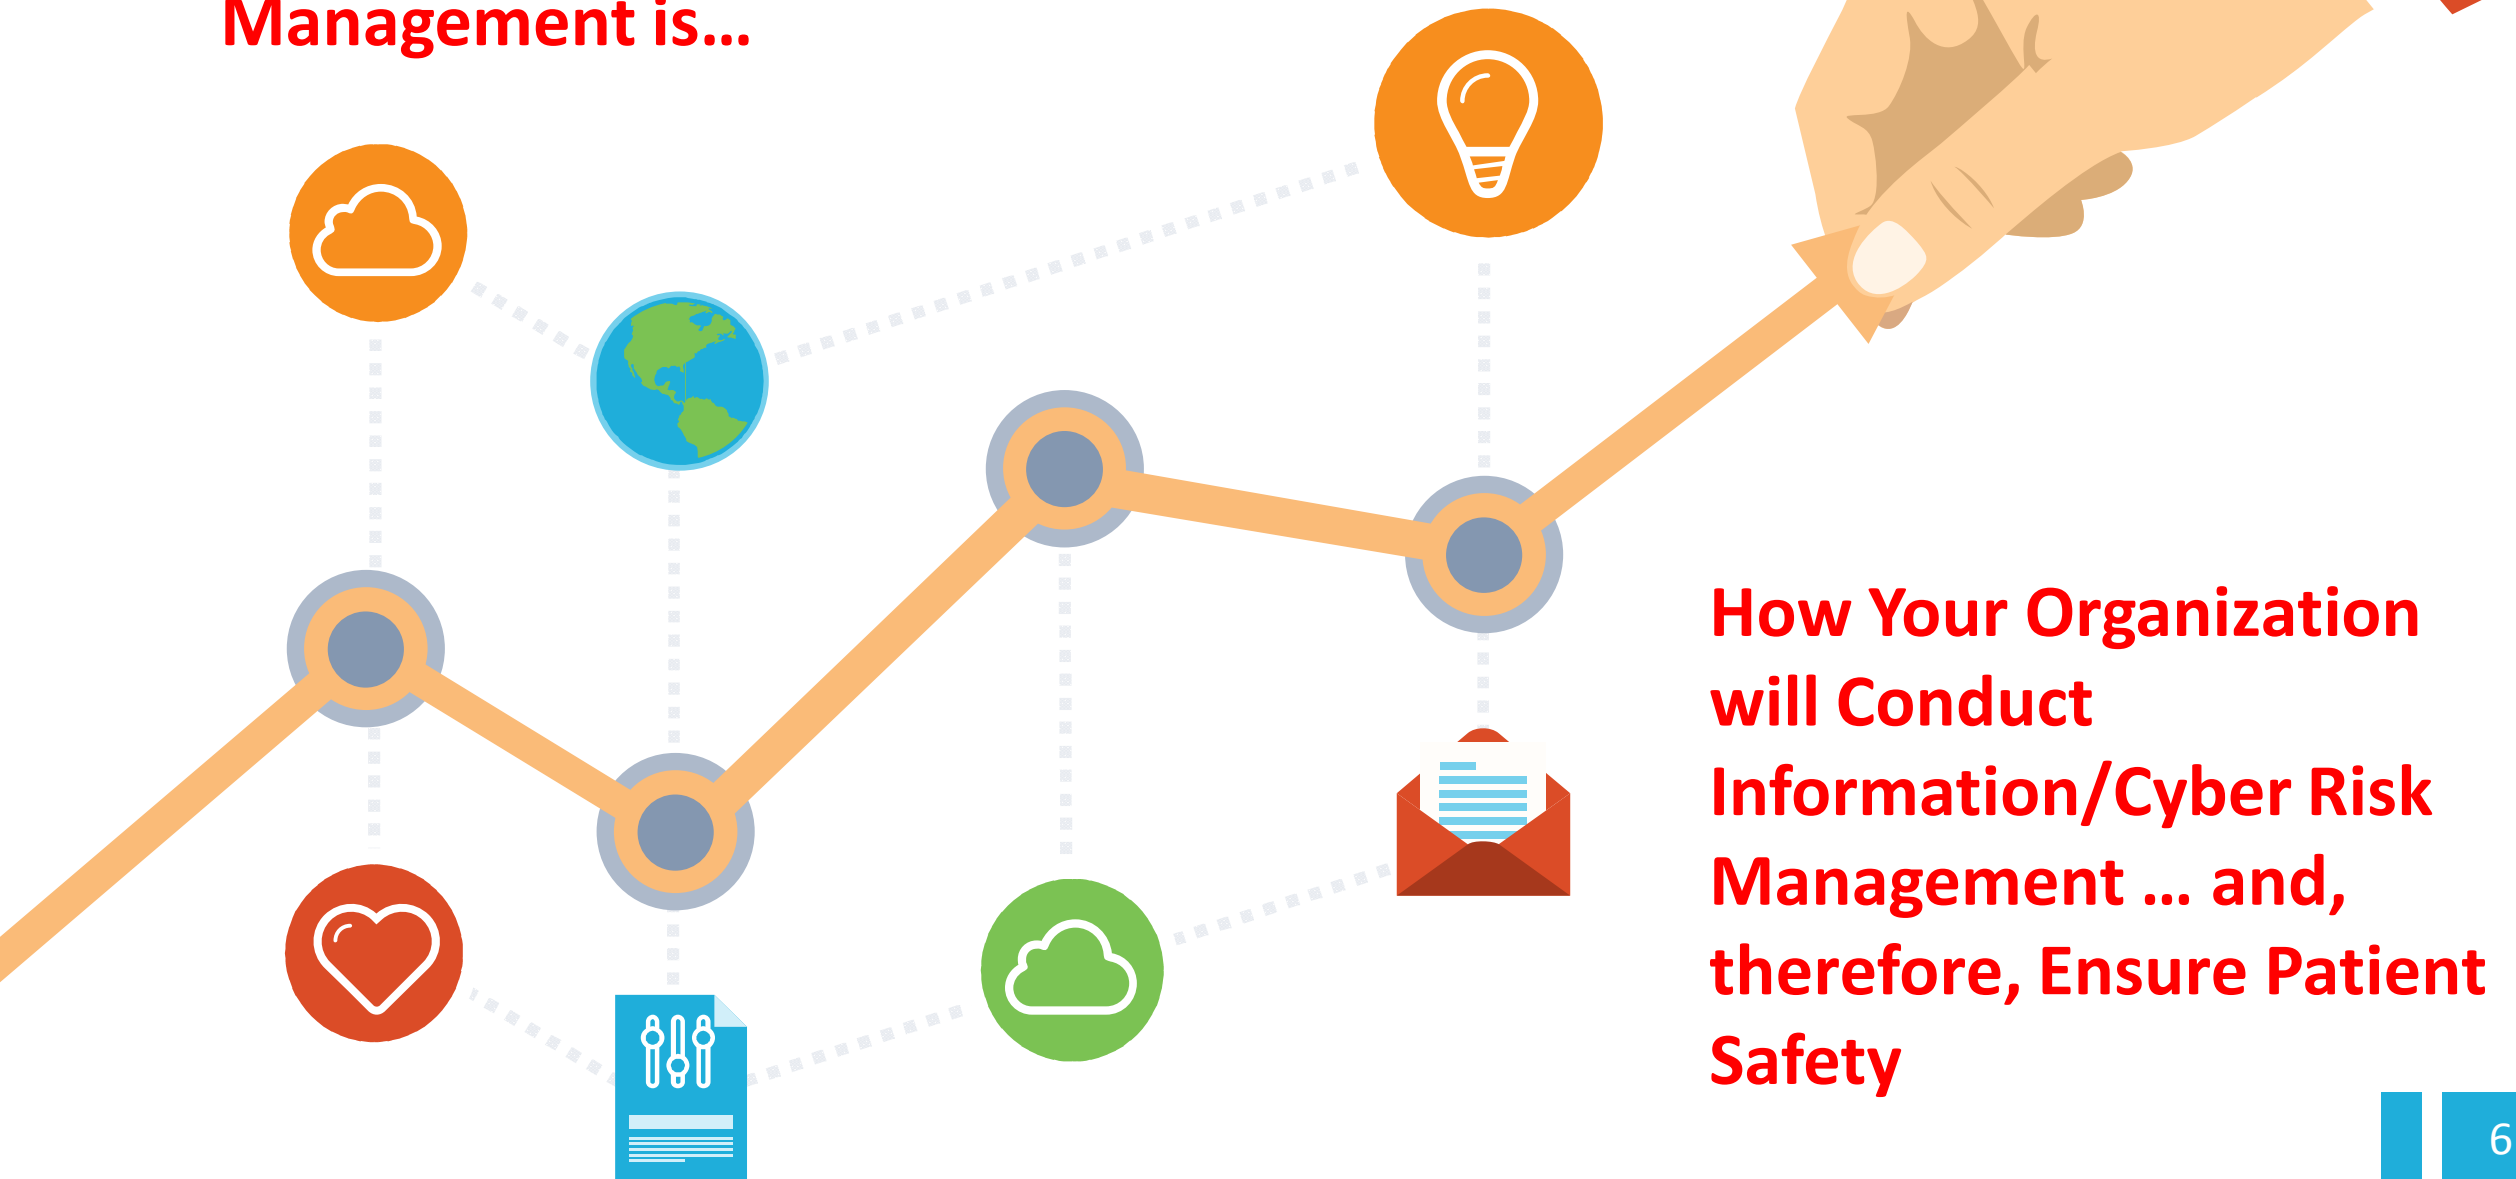 Management is...
How Your Organization
will Conduct
Information/Cyber Risk
Management ... and,
therefore, Ensure Patient
Safety
6